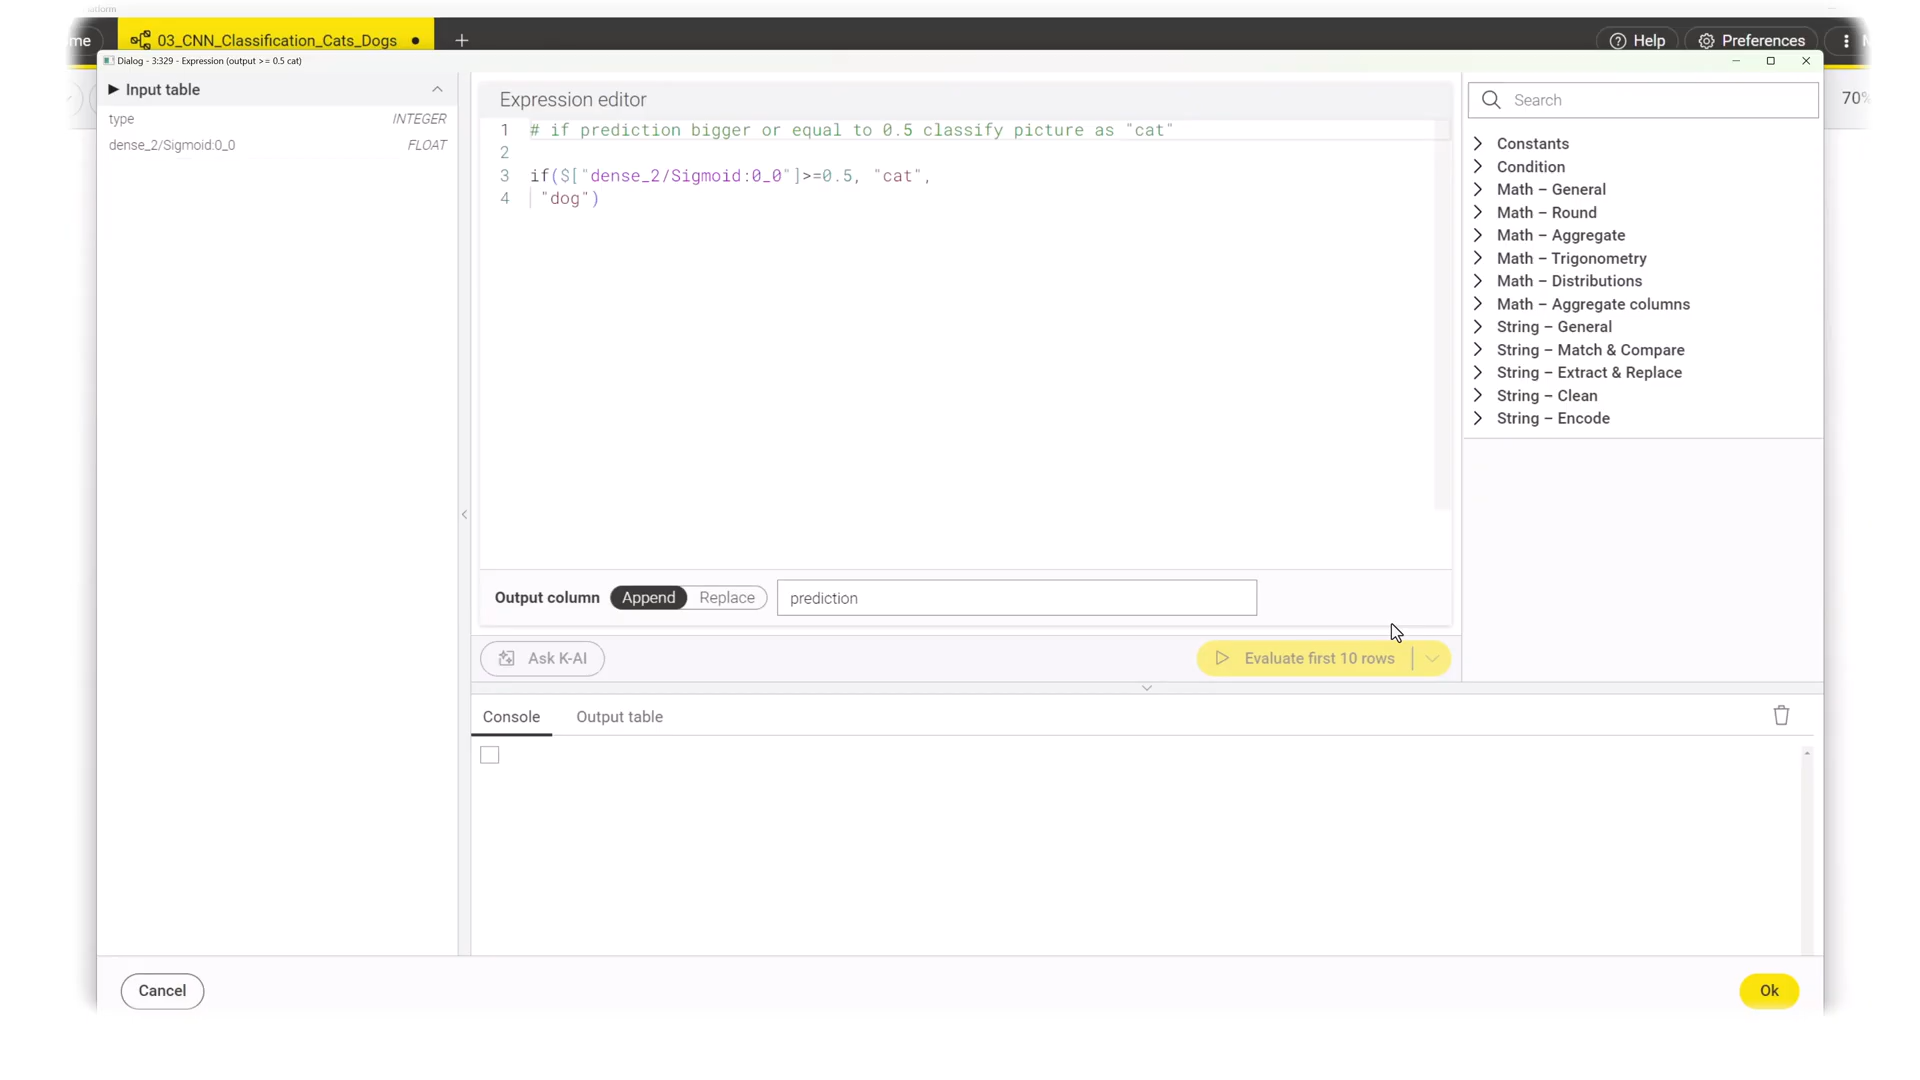 03_CNN_Classification_Cats_Dogs
Help
Preferences
Dialog - 3:329 - Expression (output >= 0.5 cat)
Input table
type INTEGER
dense_2/Sigmoid:0_0 FLOAT
Expression editor
1 # if prediction bigger or equal to 0.5 classify picture as "cat"
2
3 if($["dense_2/Sigmoid:0_0"]>=0.5, "cat",
4 "dog")
Output column Append Replace prediction
Ask K-AI
Evaluate first 10 rows
Console Output table
Search
70%
Constants
Condition
Math – General
Math – Round
Math – Aggregate
Math – Trigonometry
Math – Distributions
Math – Aggregate columns
String – General
String – Match & Compare
String – Extract & Replace
String – Clean
String – Encode
Cancel
Ok